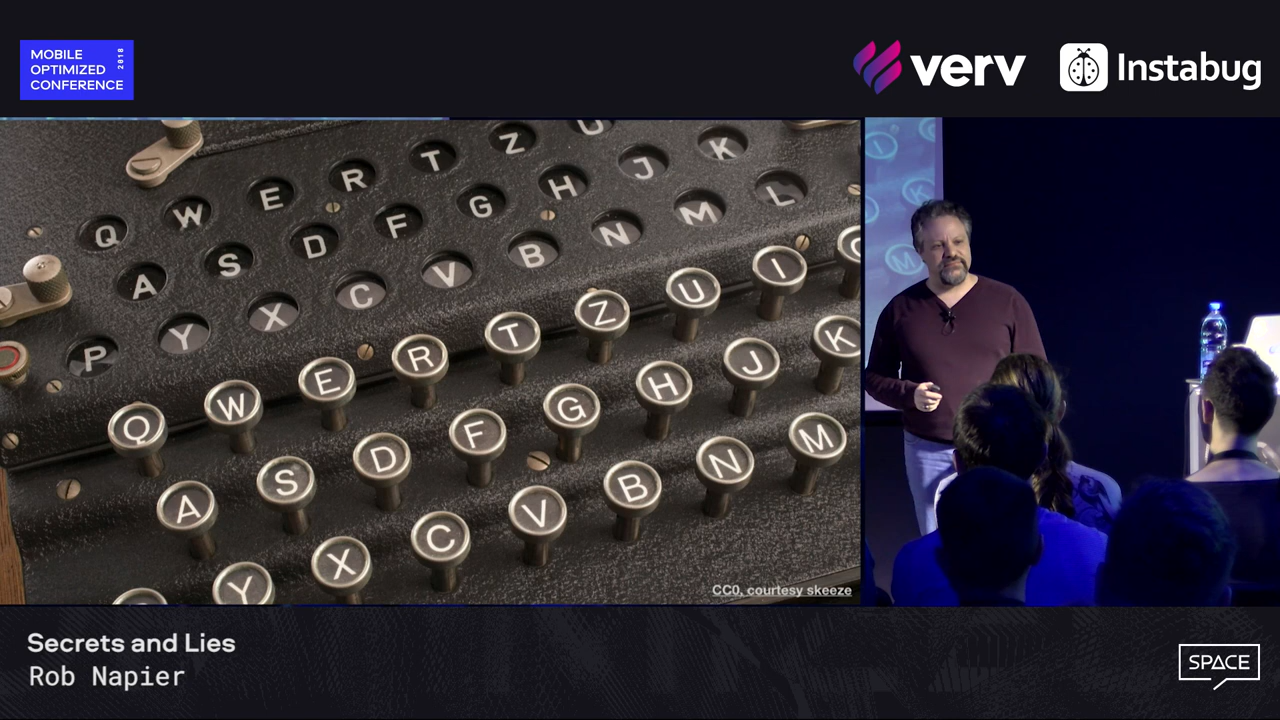 MOBILE
OPTIMIZED
CONFERENCE
2018
verv
Instabug
Q W E R T Z U
A S D F G H J K
P Y X C V B N M L
Q W E R T Z U I
A S D F G H J K
Y X C V B N M
CC0, courtesy skeeze
I
K
M
Secrets and Lies
Rob Napier
SPACE